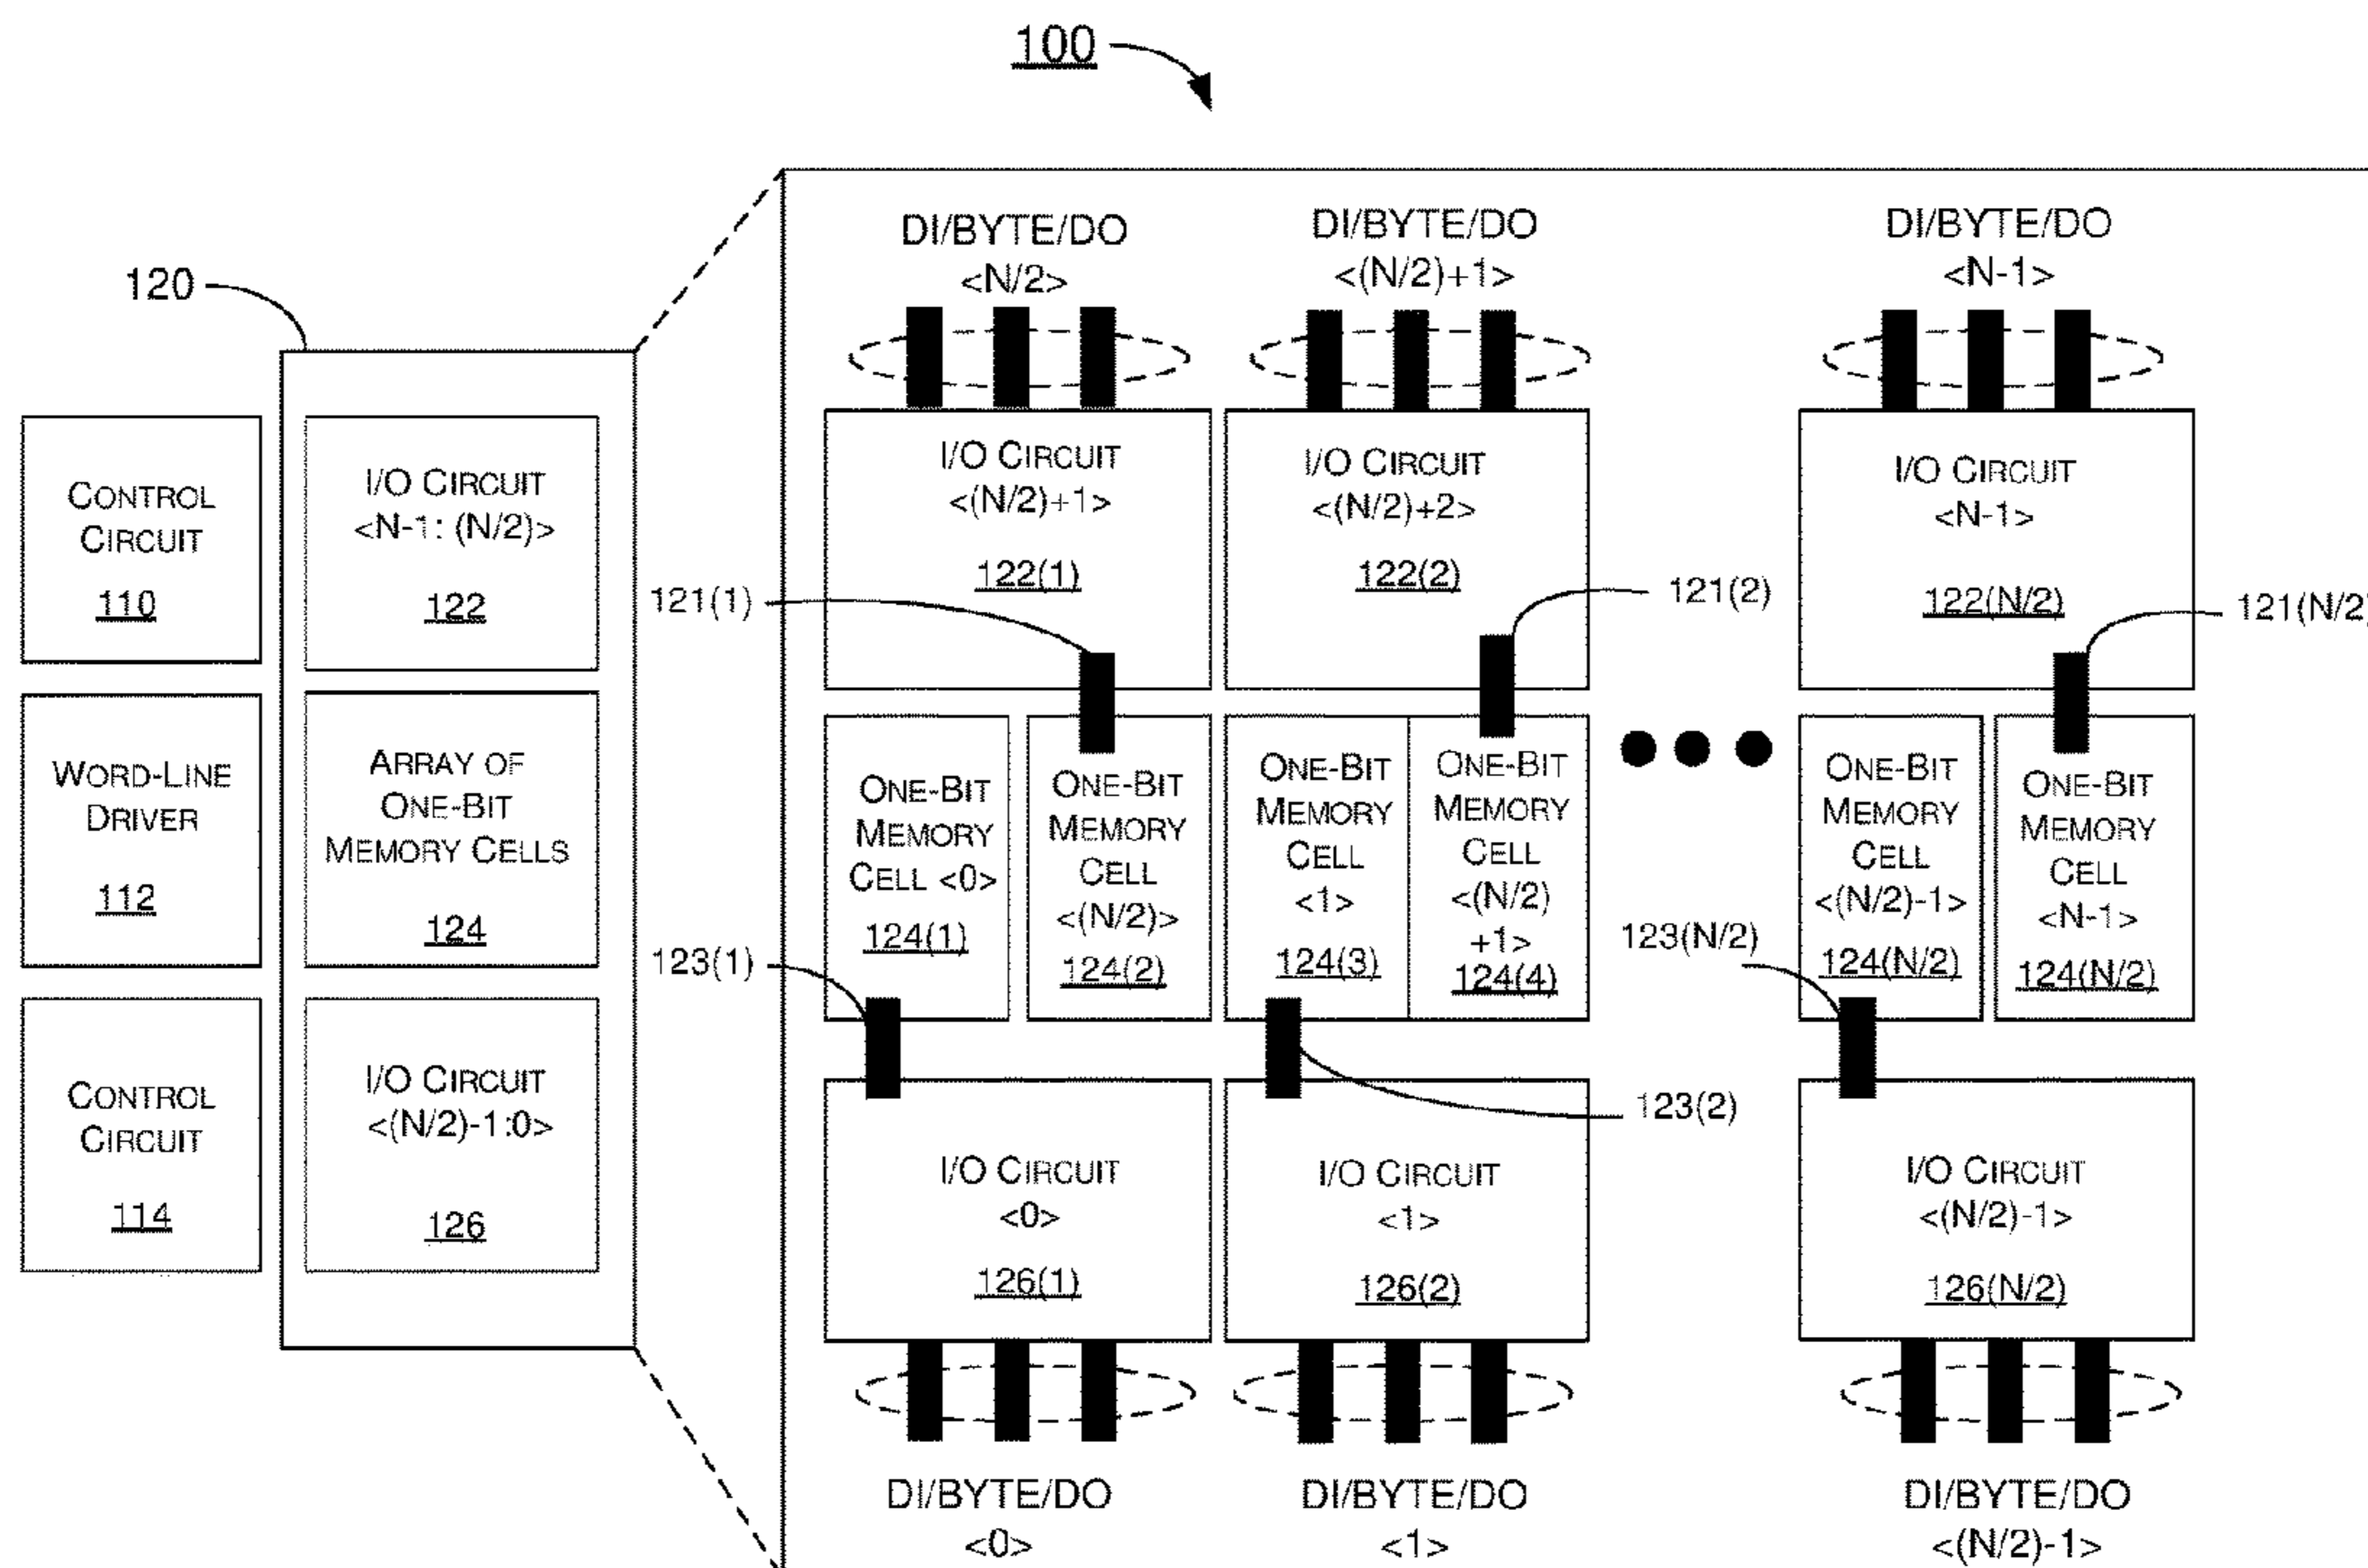 100
120
CONTROL
CIRCUIT
110
WORD-LINE
DRIVER
112
CONTROL
CIRCUIT
114
I/O CIRCUIT
<N-1: (N/2)>
122
ARRAY OF
ONE-BIT
MEMORY CELLS
124
I/O CIRCUIT
<(N/2)-1:0>
126
DI/BYTE/DO
<N/2>
DI/BYTE/DO
<(N/2)+1>
DI/BYTE/DO
<N-1>
I/O CIRCUIT
<(N/2)+1>
122(1)
I/O CIRCUIT
<(N/2)+2>
122(2)
I/O CIRCUIT
<N-1>
122(N/2)
121(1)
121(2)
121(N/2)
ONE-BIT
MEMORY
CELL <0>
124(1)
ONE-BIT
MEMORY
CELL
<(N/2)>
124(2)
ONE-BIT
MEMORY
CELL
<1>
124(3)
ONE-BIT
MEMORY
CELL
<(N/2)
+1>
124(4)
ONE-BIT
MEMORY
CELL
<(N/2)-1>
124(N/2)
ONE-BIT
MEMORY
CELL
<N-1>
124(N/2)
123(1)
123(2)
123(N/2)
I/O CIRCUIT
<0>
126(1)
I/O CIRCUIT
<1>
126(2)
I/O CIRCUIT
<(N/2)-1>
126(N/2)
DI/BYTE/DO
<0>
DI/BYTE/DO
<1>
DI/BYTE/DO
<(N/2)-1>